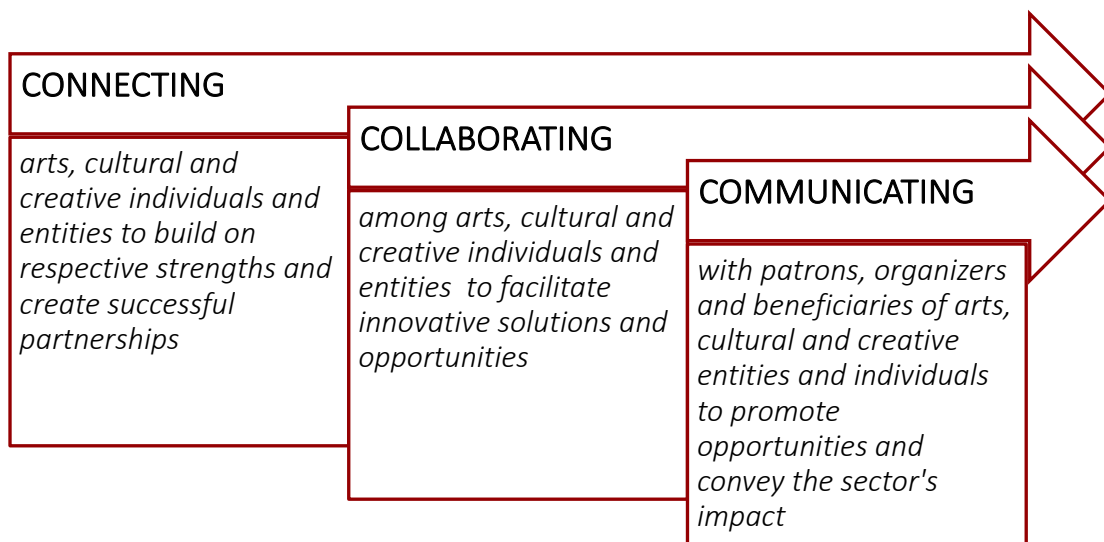 CONNECTING
arts, cultural and
creative individuals and
entities to build on
respective strengths and
create successful
partnerships
COLLABORATING
among arts, cultural and
creative individuals and
entities  to facilitate
innovative solutions and
opportunities
COMMUNICATING
with patrons, organizers
and beneficiaries of arts,
cultural and creative
entities and individuals
to promote
opportunities and
convey the sector's
impact